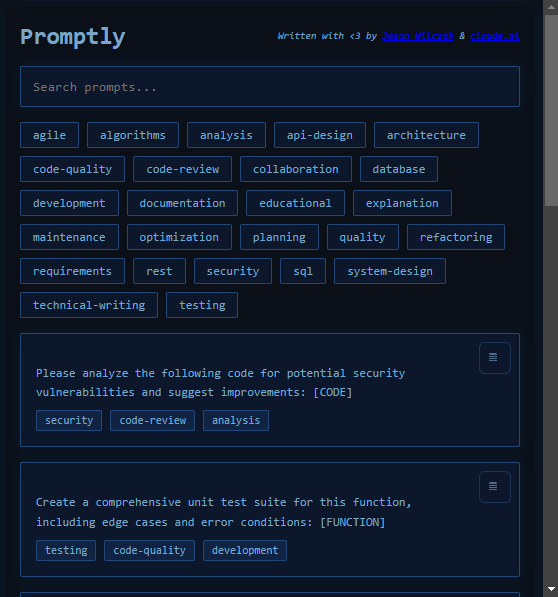 Promptly
Written with <3 by Jason Wilczak & claude.ai
Search prompts...
agile algorithms analysis api-design architecture
code-quality code-review collaboration database
development documentation educational explanation
maintenance optimization planning quality refactoring
requirements rest security sql system-design
technical-writing testing
Please analyze the following code for potential security
vulnerabilities and suggest improvements: [CODE]
security code-review analysis
Create a comprehensive unit test suite for this function,
including edge cases and error conditions: [FUNCTION]
testing code-quality development